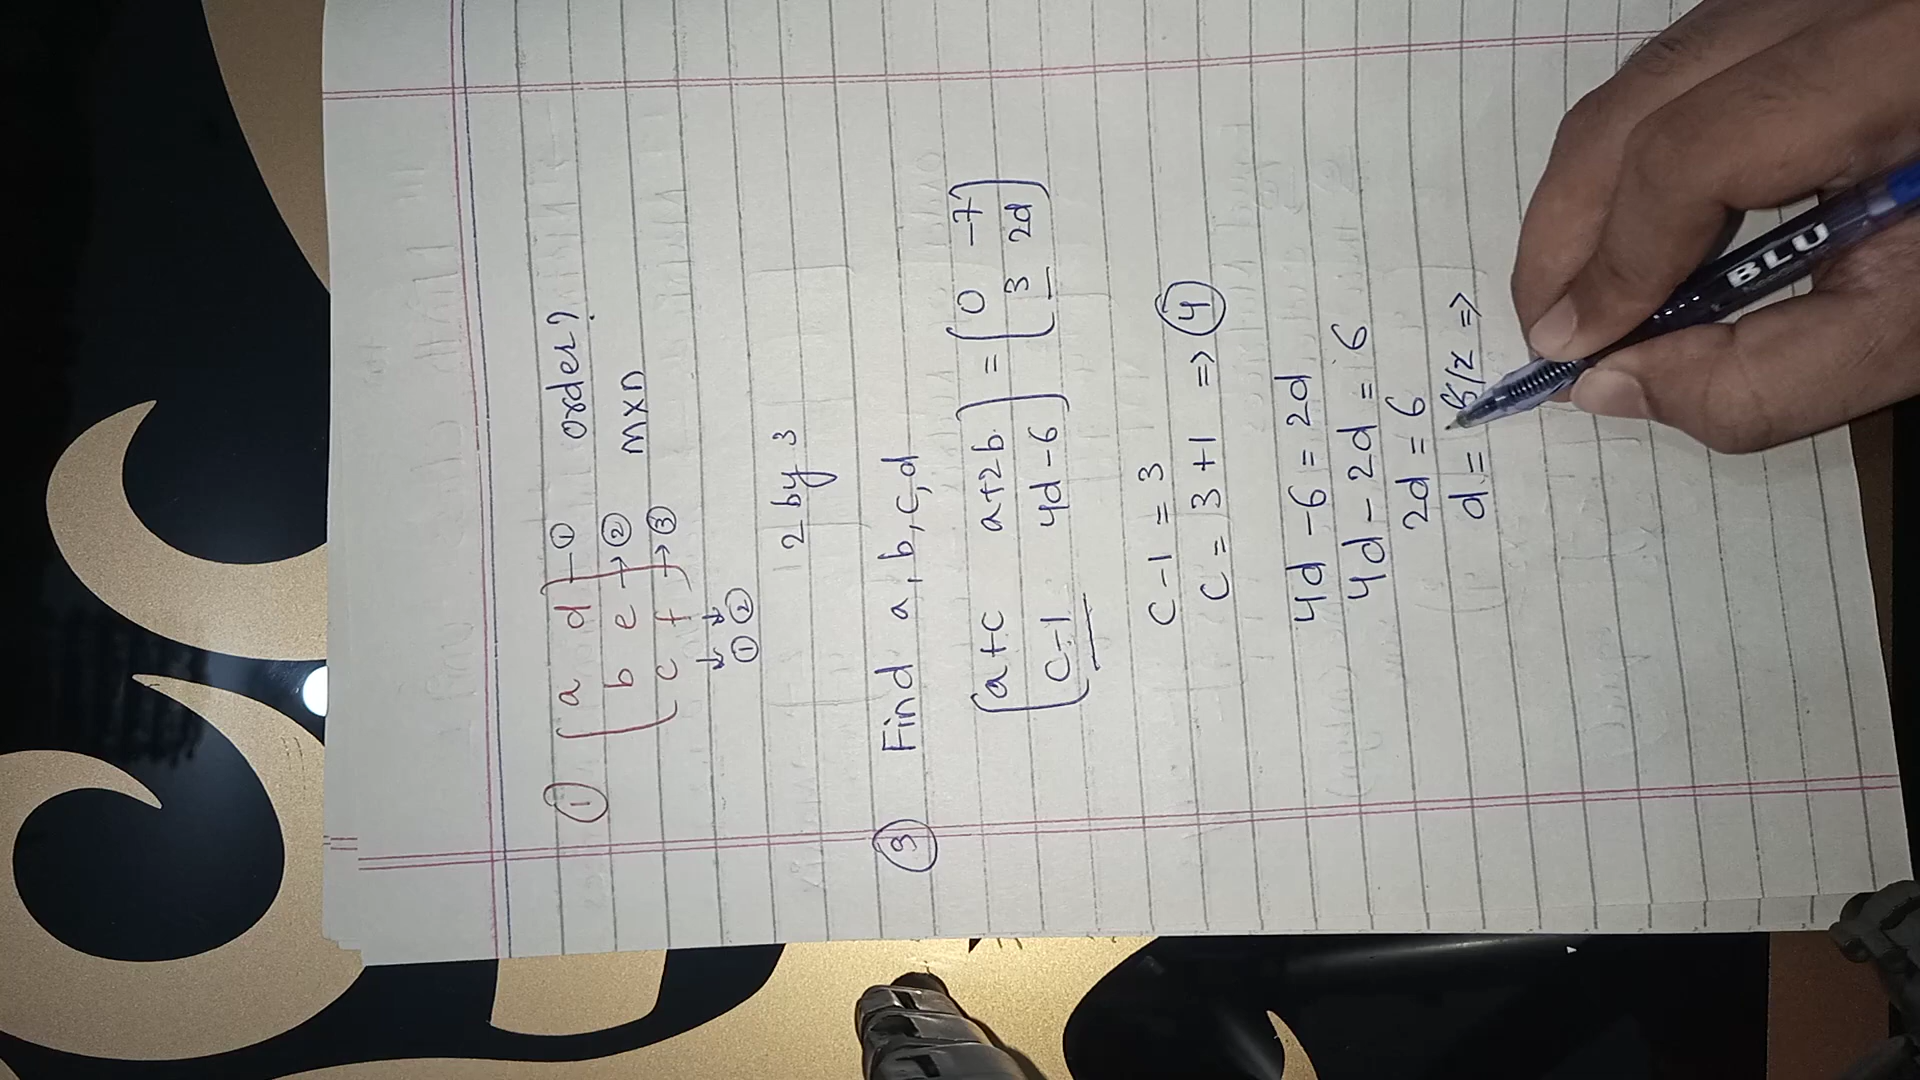 ① ( a d ) → ① order?
( b e ) → ② m×n
( c f ) → ③
↓ ↓
① ②
2 by 3
③ Find a, b, c, d
( a+c a+2b ) = ( 0 -7 )
( c-1 4d-6 ) ( 3 2d )
c-1 = 3
c = 3+1 => ④
4d - 6 = 2d
4d - 2d = 6
2d = 6
d = 6/2 =>
BLU